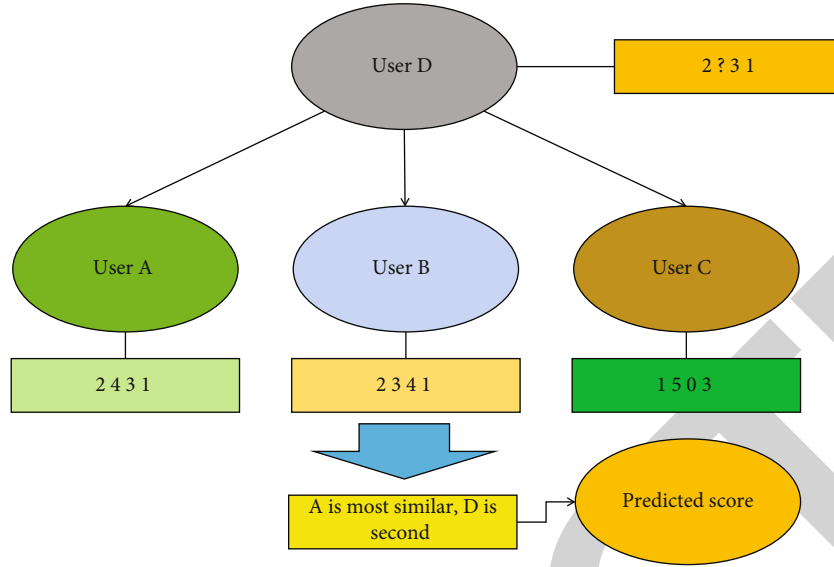 User D
2 ? 3 1
User A
User B
User C
2 4 3 1
2 3 4 1
1 5 0 3
A is most similar, D is
second
Predicted score